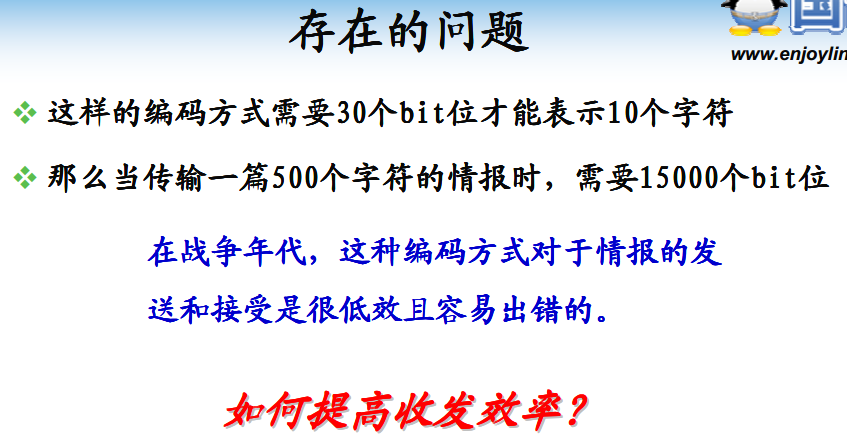 存在的问题
国
www.enjoylin
这样的编码方式需要30个bit位才能表示10个字符
那么当传输一篇500个字符的情报时，需要15000个bit位
在战争年代，这种编码方式对于情报的发
送和接受是很低效且容易出错的。
如何提高收发效率？